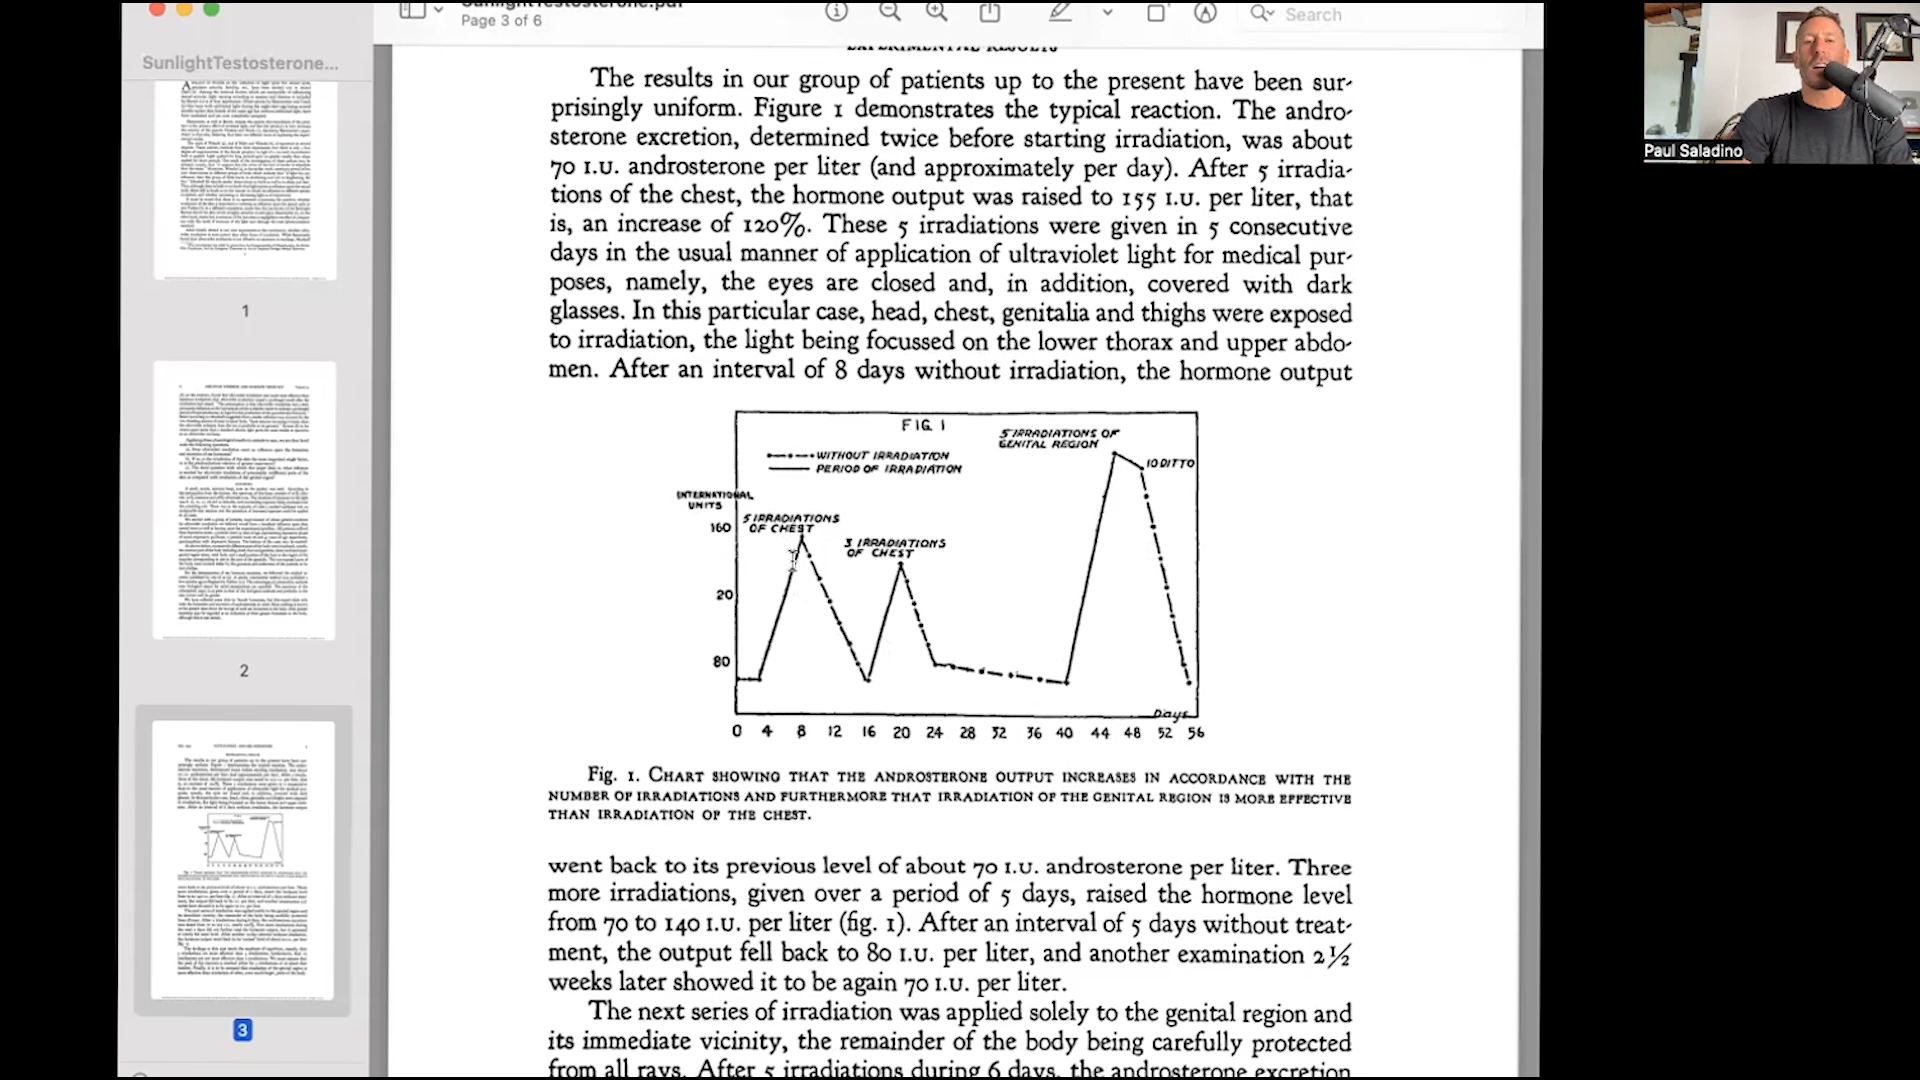 SunlightTestosterone.pdf
Page 3 of 6
Search
SunlightTestosterone...
1
2
3
Paul Saladino
EXPERIMENTAL RESULTS
The results in our group of patients up to the present have been sur-
prisingly uniform. Figure 1 demonstrates the typical reaction. The andro-
sterone excretion, determined twice before starting irradiation, was about
70 I.U. androsterone per liter (and approximately per day). After 5 irradia-
tions of the chest, the hormone output was raised to 155 I.U. per liter, that
is, an increase of 120%. These 5 irradiations were given in 5 consecutive
days in the usual manner of application of ultraviolet light for medical pur-
poses, namely, the eyes are closed and, in addition, covered with dark
glasses. In this particular case, head, chest, genitalia and thighs were exposed
to irradiation, the light being focussed on the lower thorax and upper abdo-
men. After an interval of 8 days without irradiation, the hormone output
FIG 1
WITHOUT IRRADIATION
PERIOD OF IRRADIATION
5 IRRADIATIONS OF
GENITAL REGION
10 DITTO
INTERNATIONAL
UNITS
5 IRRADIATIONS
OF CHEST
3 IRRADIATIONS
OF CHEST
160
20
80
Days
0 4 8 12 16 20 24 28 32 36 40 44 48 52 56
Fig. 1. CHART SHOWING THAT THE ANDROSTERONE OUTPUT INCREASES IN ACCORDANCE WITH THE
NUMBER OF IRRADIATIONS AND FURTHERMORE THAT IRRADIATION OF THE GENITAL REGION IS MORE EFFECTIVE
THAN IRRADIATION OF THE CHEST.
went back to its previous level of about 70 I.U. androsterone per liter. Three
more irradiations, given over a period of 5 days, raised the hormone level
from 70 to 140 I.U. per liter (fig. 1). After an interval of 5 days without treat-
ment, the output fell back to 80 I.U. per liter, and another examination 2½
weeks later showed it to be again 70 I.U. per liter.
The next series of irradiation was applied solely to the genital region and
its immediate vicinity, the remainder of the body being carefully protected
from all rays. After 5 irradiations during 6 days, the androsterone excretion